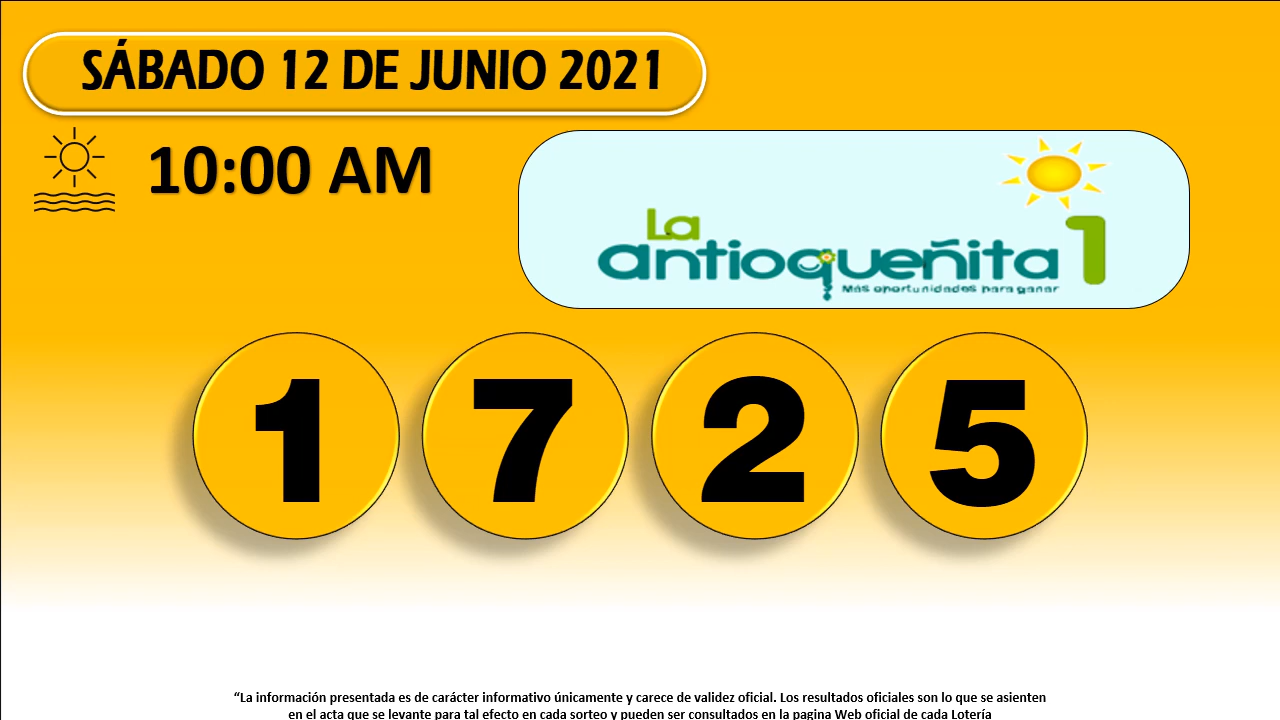 SÁBADO 12 DE JUNIO 2021
10:00 AM
La
antioqueñita 1
Más oportunidades para ganar
1 7 2 5
“La información presentada es de carácter informativo únicamente y carece de validez oficial. Los resultados oficiales son lo que se asienten
en el acta que se levante para tal efecto en cada sorteo y pueden ser consultados en la pagina Web oficial de cada Lotería